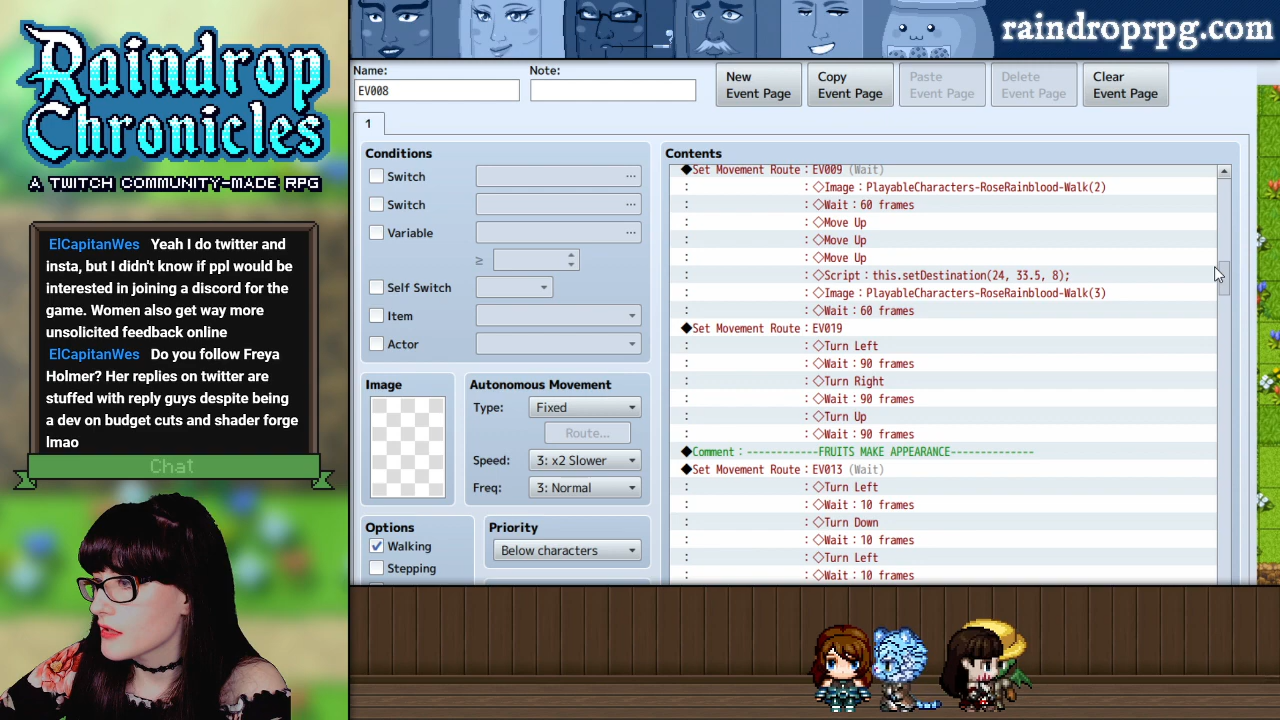 Raindrop
Chronicles
A TWITCH COMMUNITY-MADE RPG
ElCapitanWes Yeah I do twitter and
insta, but I didn't know if ppl would be
interested in joining a discord for the
game. Women also get way more
unsolicited feedback online
ElCapitanWes Do you follow Freya
Holmer? Her replies on twitter are
stuffed with reply guys despite being
a dev on budget cuts and shader forge
lmao
Chat
raindroprpg.com
Name:
EV008
Note:
New
Event Page
Copy
Event Page
Paste
Event Page
Delete
Event Page
Clear
Event Page
1
Conditions
Switch ...
Switch ...
Variable ...
≥
Self Switch
Item
Actor
Image
Autonomous Movement
Type: Fixed
Route...
Speed: 3: x2 Slower
Freq: 3: Normal
Options
Walking
Stepping
Priority
Below characters
Contents
◆Set Movement Route：EV009 (Wait)
：◇Image：PlayableCharacters-RoseRainblood-Walk(2)
：◇Wait：60 frames
：◇Move Up
：◇Move Up
：◇Move Up
：◇Script：this.setDestination(24, 33.5, 8);
：◇Image：PlayableCharacters-RoseRainblood-Walk(3)
：◇Wait：60 frames
◆Set Movement Route：EV019
：◇Turn Left
：◇Wait：90 frames
：◇Turn Right
：◇Wait：90 frames
：◇Turn Up
：◇Wait：90 frames
◆Comment：------------FRUITS MAKE APPEARANCE--------------
◆Set Movement Route：EV013 (Wait)
：◇Turn Left
：◇Wait：10 frames
：◇Turn Down
：◇Wait：10 frames
：◇Turn Left
：◇Wait：10 frames